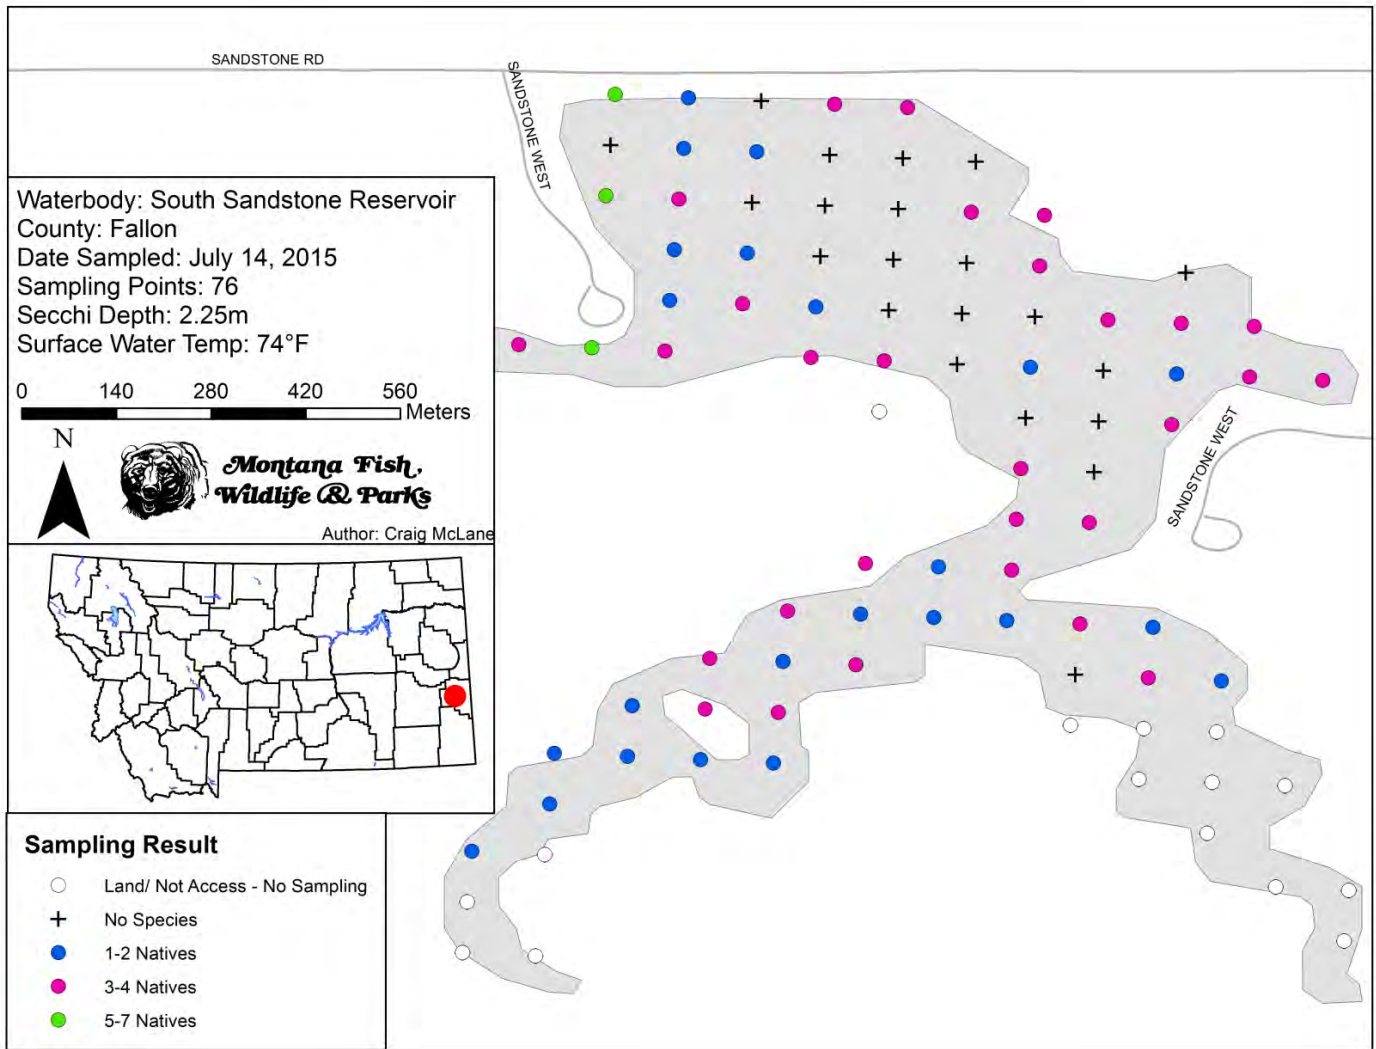 SANDSTONE RD
SANDSTONE WEST
Waterbody: South Sandstone Reservoir
County: Fallon
Date Sampled: July 14, 2015
Sampling Points: 76
Secchi Depth: 2.25m
Surface Water Temp: 74°F
0 140 280 420 560
Meters
N
Montana Fish,
Wildlife & Parks
Author: Craig McLane
SANDSTONE WEST
Sampling Result
Land/ Not Access - No Sampling
No Species
1-2 Natives
3-4 Natives
5-7 Natives